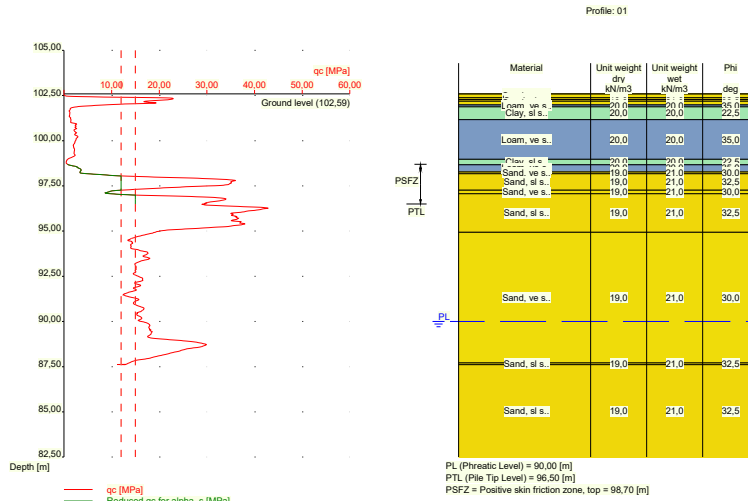 Profile: 01
105,00
102,50
100,00
97,50
95,00
92,50
90,00
87,50
85,00
82,50
Depth [m]
qc [MPa]
10,00 20,00 30,00 40,00 50,00 60,00
Ground level (102,59)
qc [MPa]
Reduced qc for alpha_s [MPa]
PSFZ
PTL
PL
Material Unit weight dry kN/m3 Unit weight wet kN/m3 Phi deg
Loam, ve s.. 20,0 20,0 35,0
Clay, sl s.. 20,0 20,0 22,5
Loam, ve s.. 20,0 20,0 35,0
Clay, sl s.. 20,0 20,0 22,5
Sand, ve s.. 19,0 21,0 30,0
Sand, sl s.. 19,0 21,0 32,5
Sand, ve s.. 19,0 21,0 30,0
Sand, sl s.. 19,0 21,0 32,5
Sand, ve s.. 19,0 21,0 30,0
Sand, sl s.. 19,0 21,0 32,5
Sand, sl s.. 19,0 21,0 32,5
PL (Phreatic Level) = 90,00 [m]
PTL (Pile Tip Level) = 96,50 [m]
PSFZ = Positive skin friction zone, top = 98,70 [m]